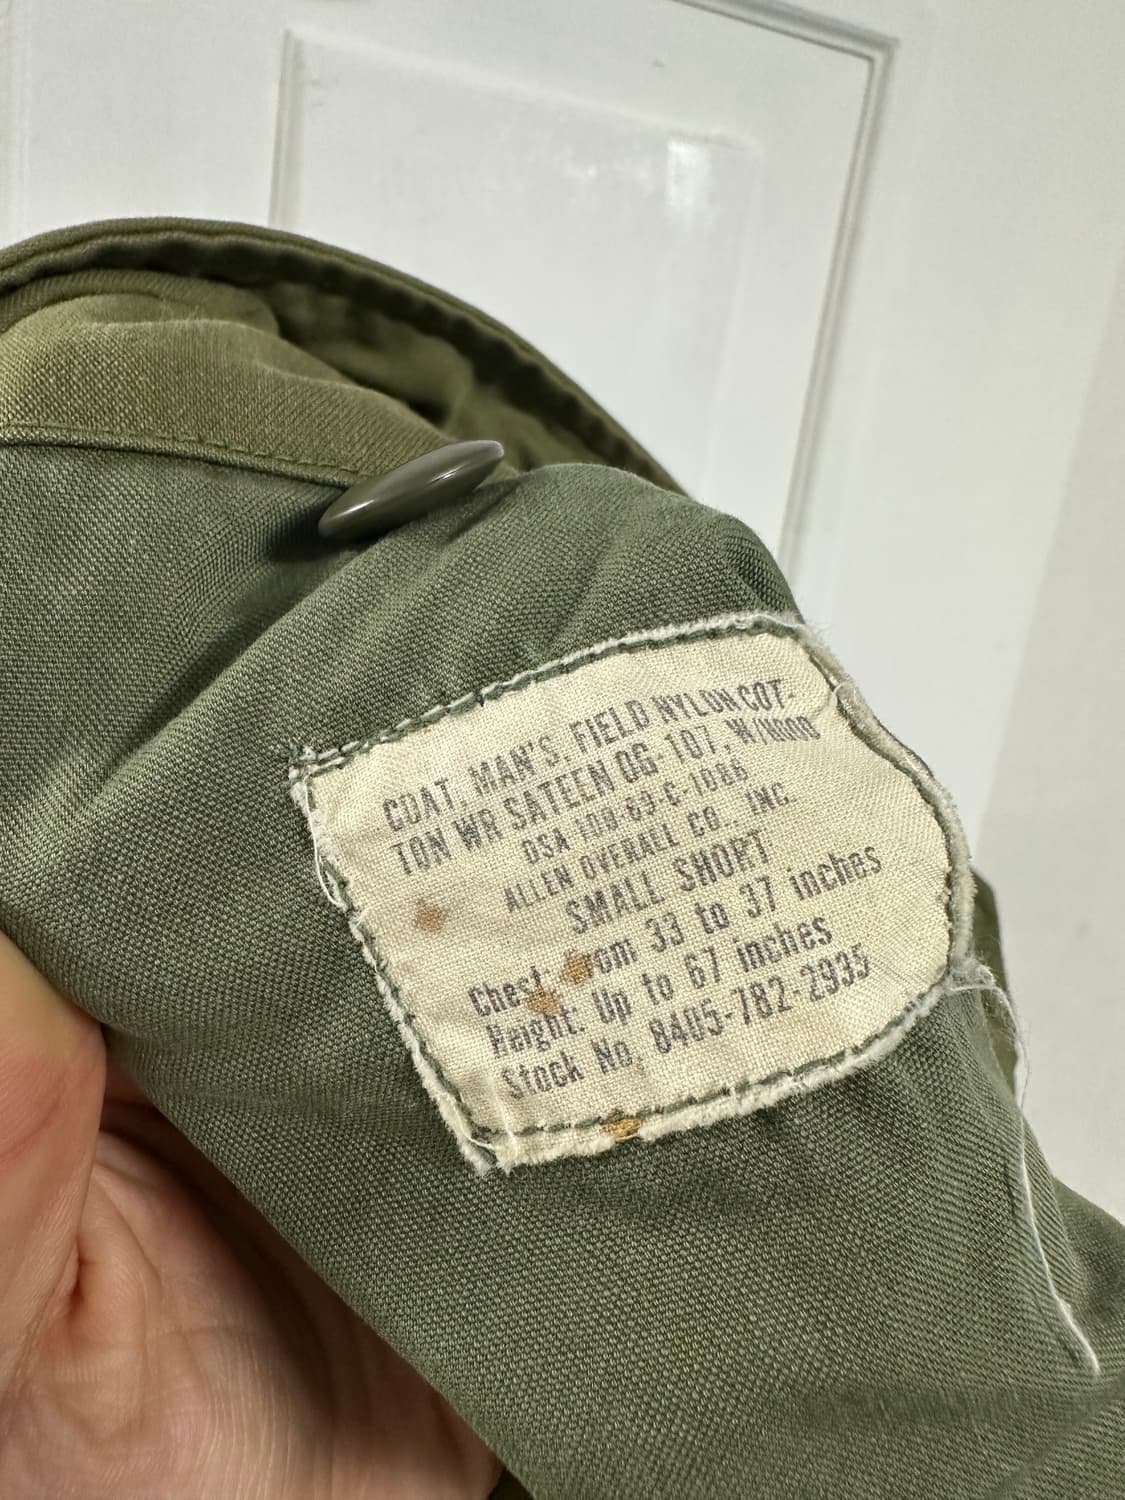 COAT, MAN'S, FIELD NYLON COT-
TON WR SATEEN OG-107, W/HOOD
DSA 100-69-C-1086
ALLEN OVERALL CO., INC.
SMALL SHORT
Chest: from 33 to 37 inches
Height: Up to 67 inches
Stock No. 8405-782-2935